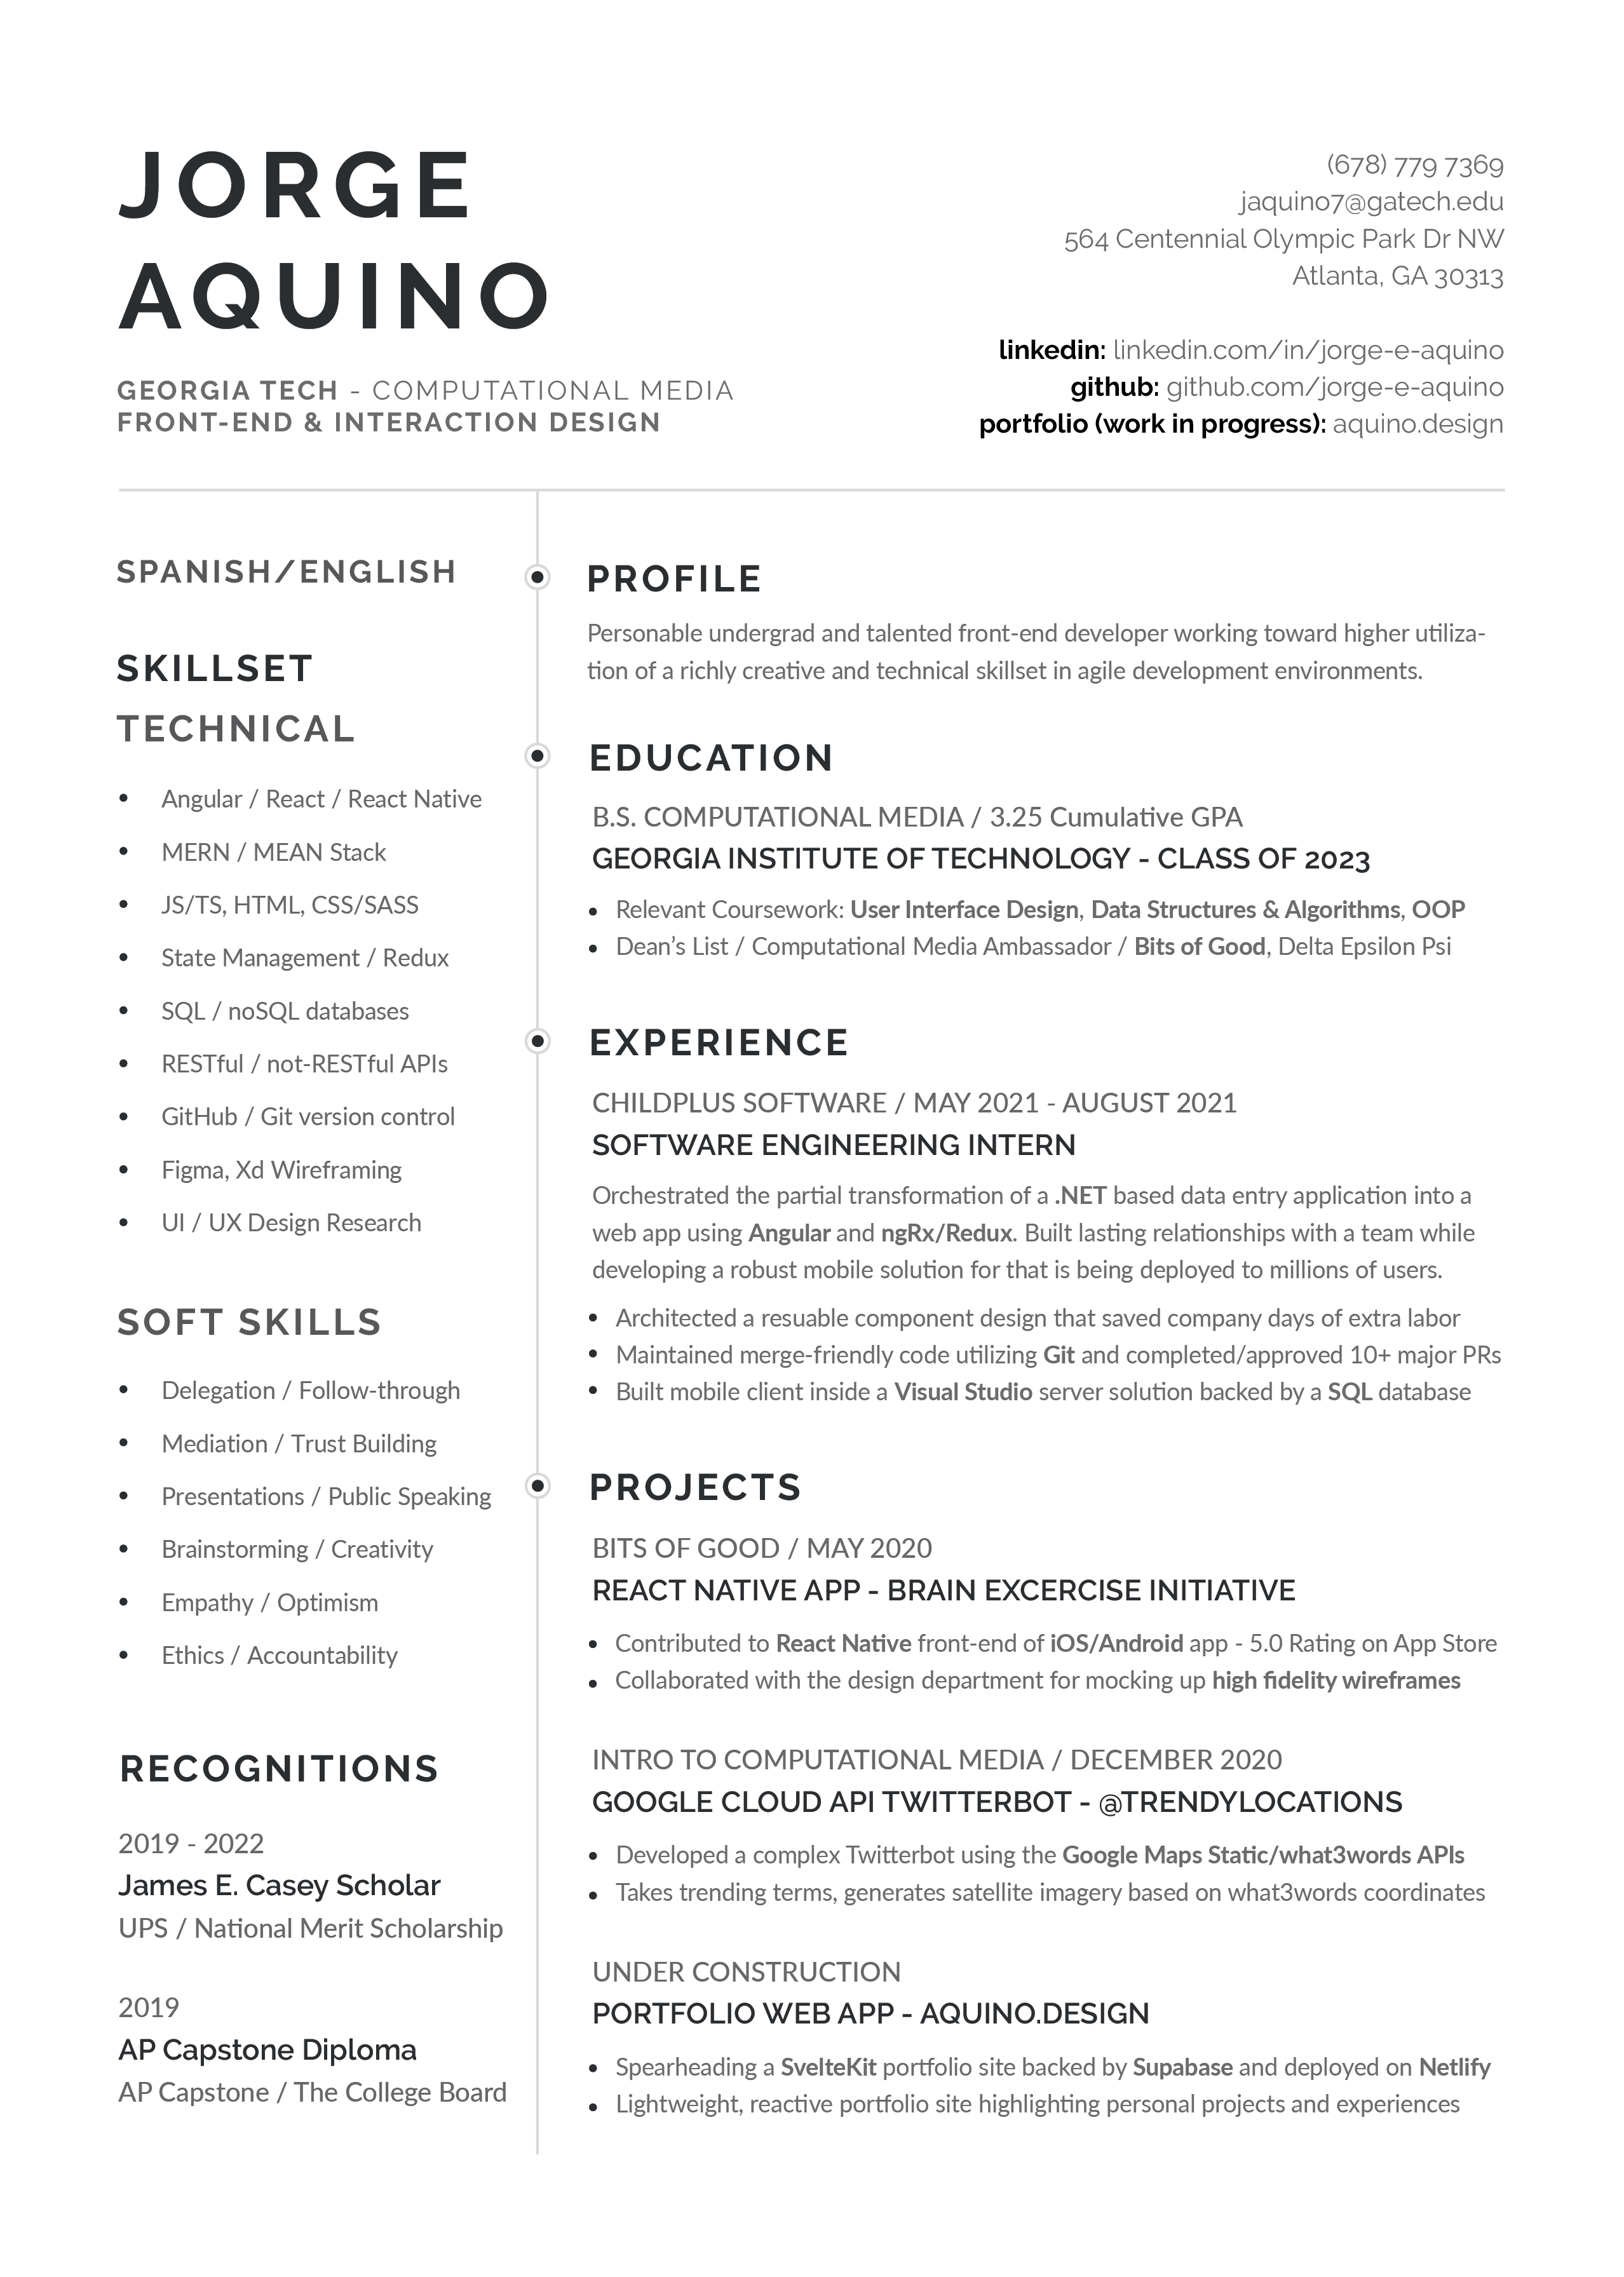 JORGE
AQUINO
GEORGIA TECH - COMPUTATIONAL MEDIA
FRONT-END & INTERACTION DESIGN
(678) 779 7369
jaquino7@gatech.edu
564 Centennial Olympic Park Dr NW
Atlanta, GA 30313
linkedin: linkedin.com/in/jorge-e-aquino
github: github.com/jorge-e-aquino
portfolio (work in progress): aquino.design
SPANISH/ENGLISH
SKILLSET
TECHNICAL
• Angular / React / React Native
• MERN / MEAN Stack
• JS/TS, HTML, CSS/SASS
• State Management / Redux
• SQL / noSQL databases
• RESTful / not-RESTful APIs
• GitHub / Git version control
• Figma, Xd Wireframing
• UI / UX Design Research
SOFT SKILLS
• Delegation / Follow-through
• Mediation / Trust Building
• Presentations / Public Speaking
• Brainstorming / Creativity
• Empathy / Optimism
• Ethics / Accountability
RECOGNITIONS
2019 - 2022
James E. Casey Scholar
UPS / National Merit Scholarship
2019
AP Capstone Diploma
AP Capstone / The College Board
PROFILE
Personable undergrad and talented front-end developer working toward higher utiliza-
tion of a richly creative and technical skillset in agile development environments.
EDUCATION
B.S. COMPUTATIONAL MEDIA / 3.25 Cumulative GPA
GEORGIA INSTITUTE OF TECHNOLOGY - CLASS OF 2023
• Relevant Coursework: User Interface Design, Data Structures & Algorithms, OOP
• Dean’s List / Computational Media Ambassador / Bits of Good, Delta Epsilon Psi
EXPERIENCE
CHILDPLUS SOFTWARE / MAY 2021 - AUGUST 2021
SOFTWARE ENGINEERING INTERN
Orchestrated the partial transformation of a .NET based data entry application into a
web app using Angular and ngRx/Redux. Built lasting relationships with a team while
developing a robust mobile solution for that is being deployed to millions of users.
• Architected a resuable component design that saved company days of extra labor
• Maintained merge-friendly code utilizing Git and completed/approved 10+ major PRs
• Built mobile client inside a Visual Studio server solution backed by a SQL database
PROJECTS
BITS OF GOOD / MAY 2020
REACT NATIVE APP - BRAIN EXCERCISE INITIATIVE
• Contributed to React Native front-end of iOS/Android app - 5.0 Rating on App Store
• Collaborated with the design department for mocking up high fidelity wireframes
INTRO TO COMPUTATIONAL MEDIA / DECEMBER 2020
GOOGLE CLOUD API TWITTERBOT - @TRENDYLOCATIONS
• Developed a complex Twitterbot using the Google Maps Static/what3words APIs
• Takes trending terms, generates satellite imagery based on what3words coordinates
UNDER CONSTRUCTION
PORTFOLIO WEB APP - AQUINO.DESIGN
• Spearheading a SvelteKit portfolio site backed by Supabase and deployed on Netlify
• Lightweight, reactive portfolio site highlighting personal projects and experiences